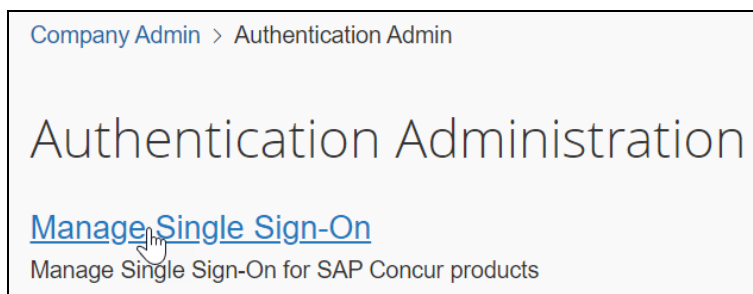 Company Admin > Authentication Admin
Authentication Administration
Manage Single Sign-On
Manage Single Sign-On for SAP Concur products